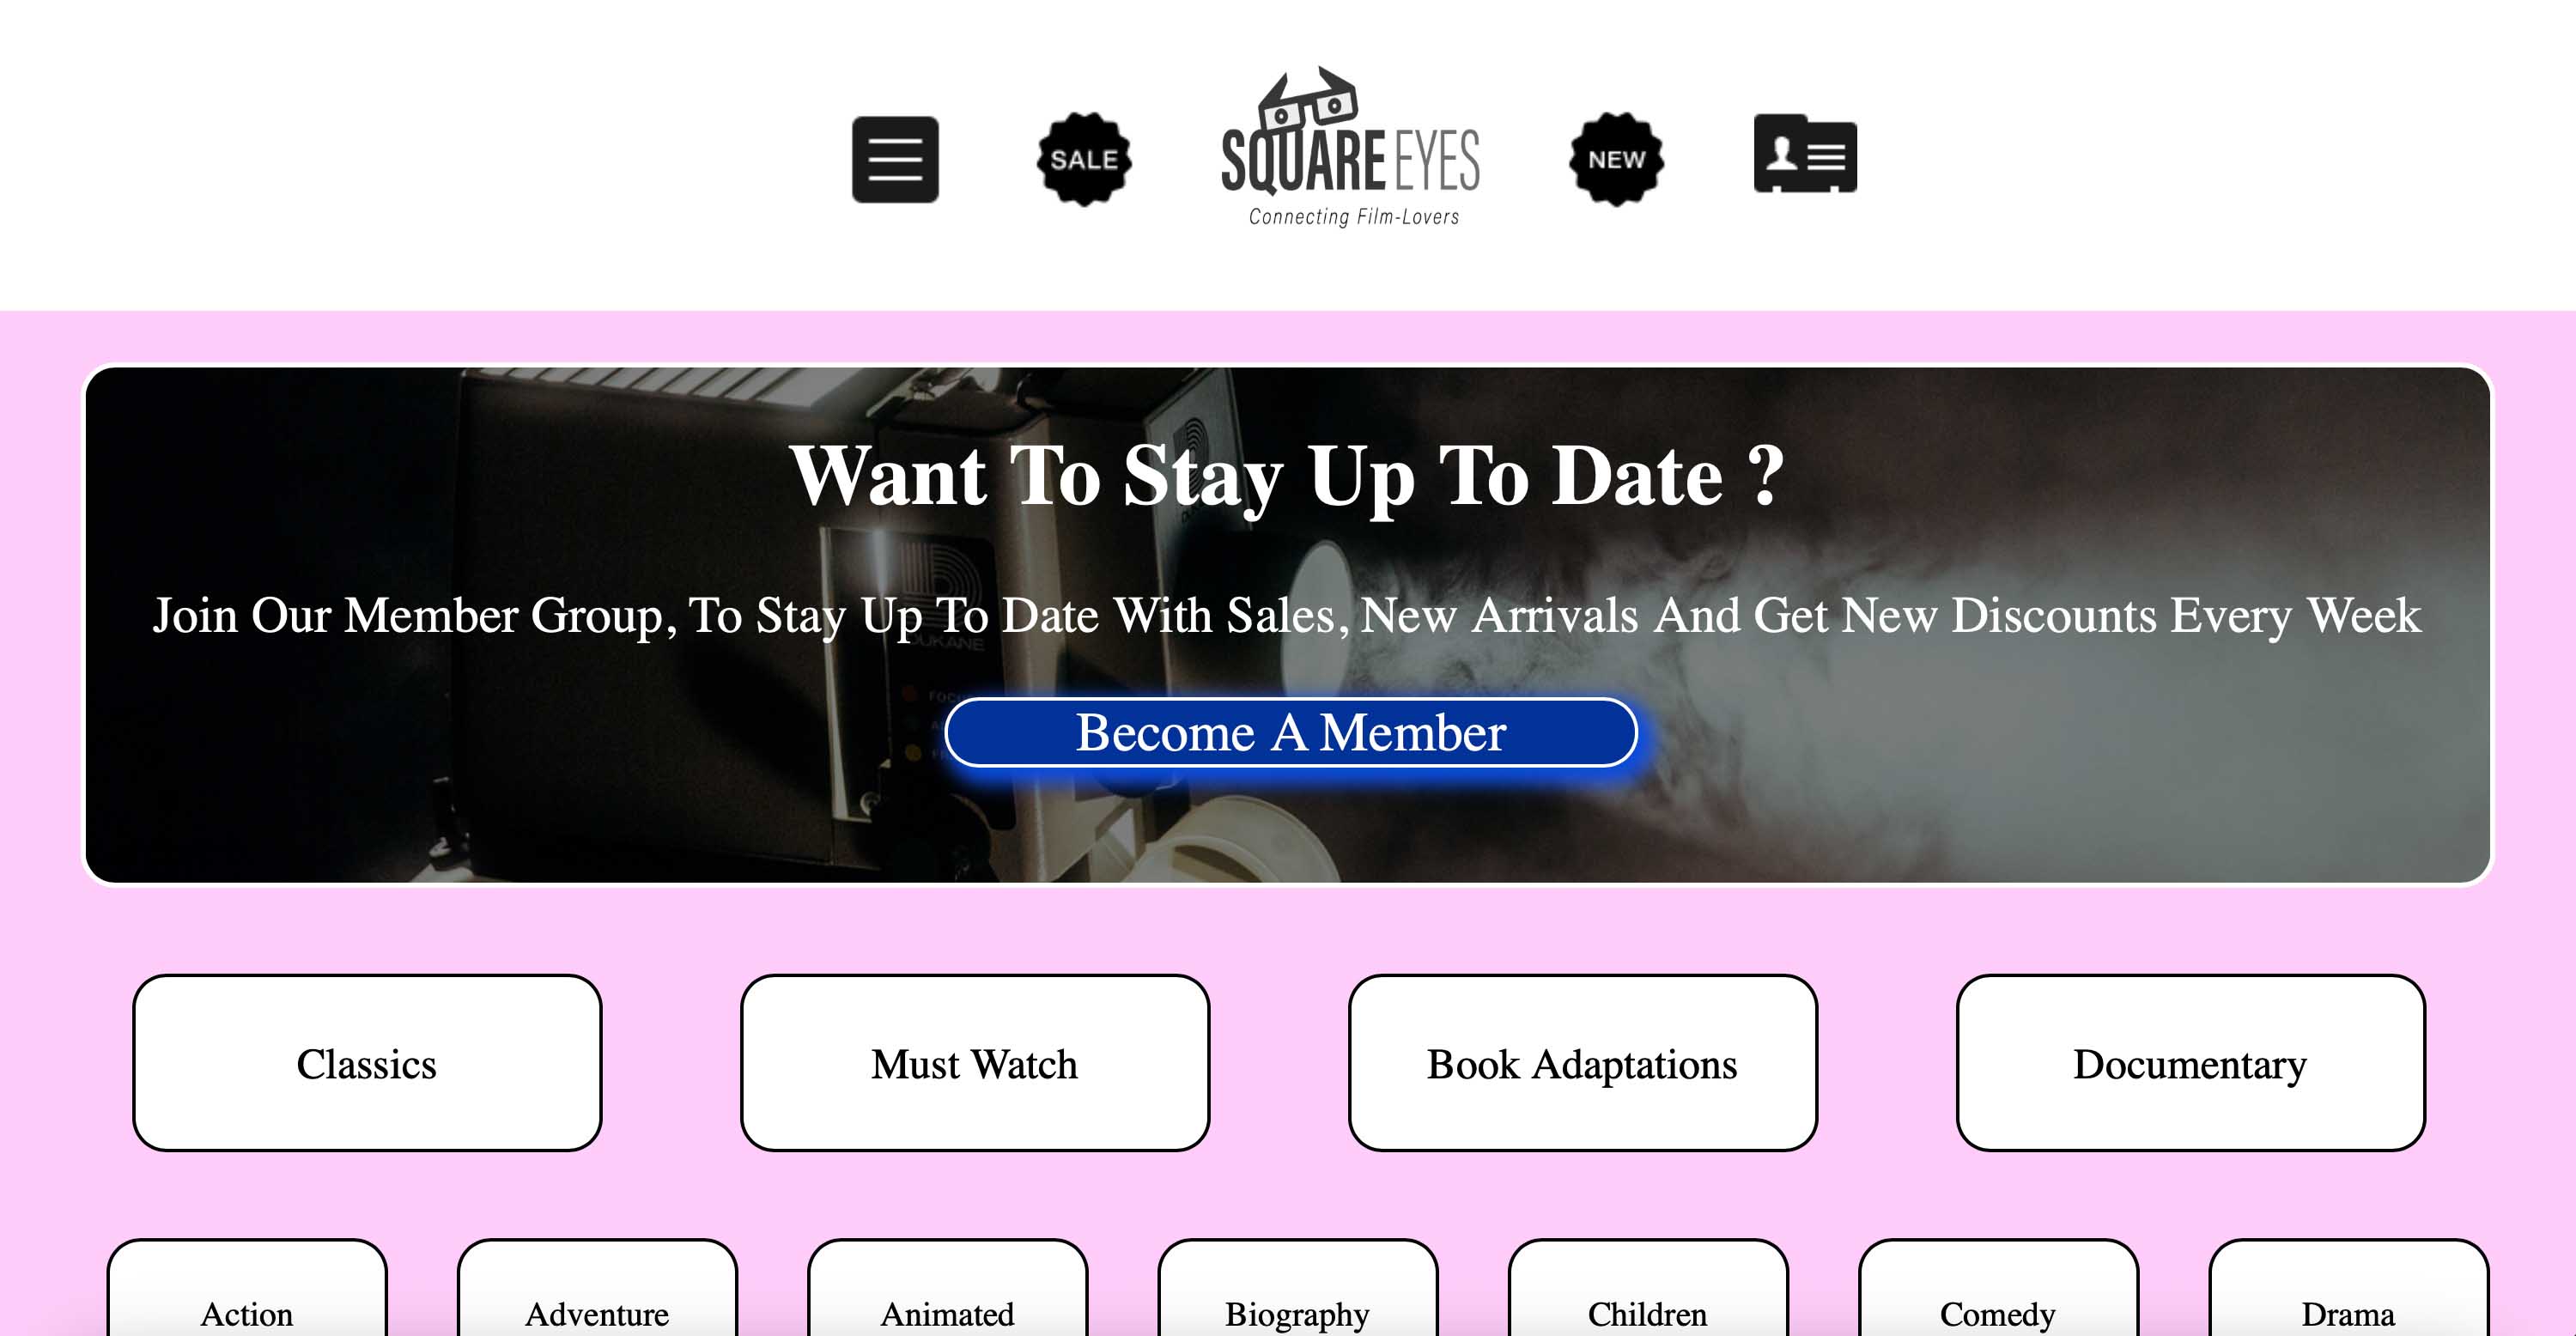 SALE
SQUARE EYES
Connecting Film-Lovers
NEW
Want To Stay Up To Date ?
Join Our Member Group, To Stay Up To Date With Sales, New Arrivals And Get New Discounts Every Week
DUKANE
Become A Member
Classics
Must Watch
Book Adaptations
Documentary
Action
Adventure
Animated
Biography
Children
Comedy
Drama